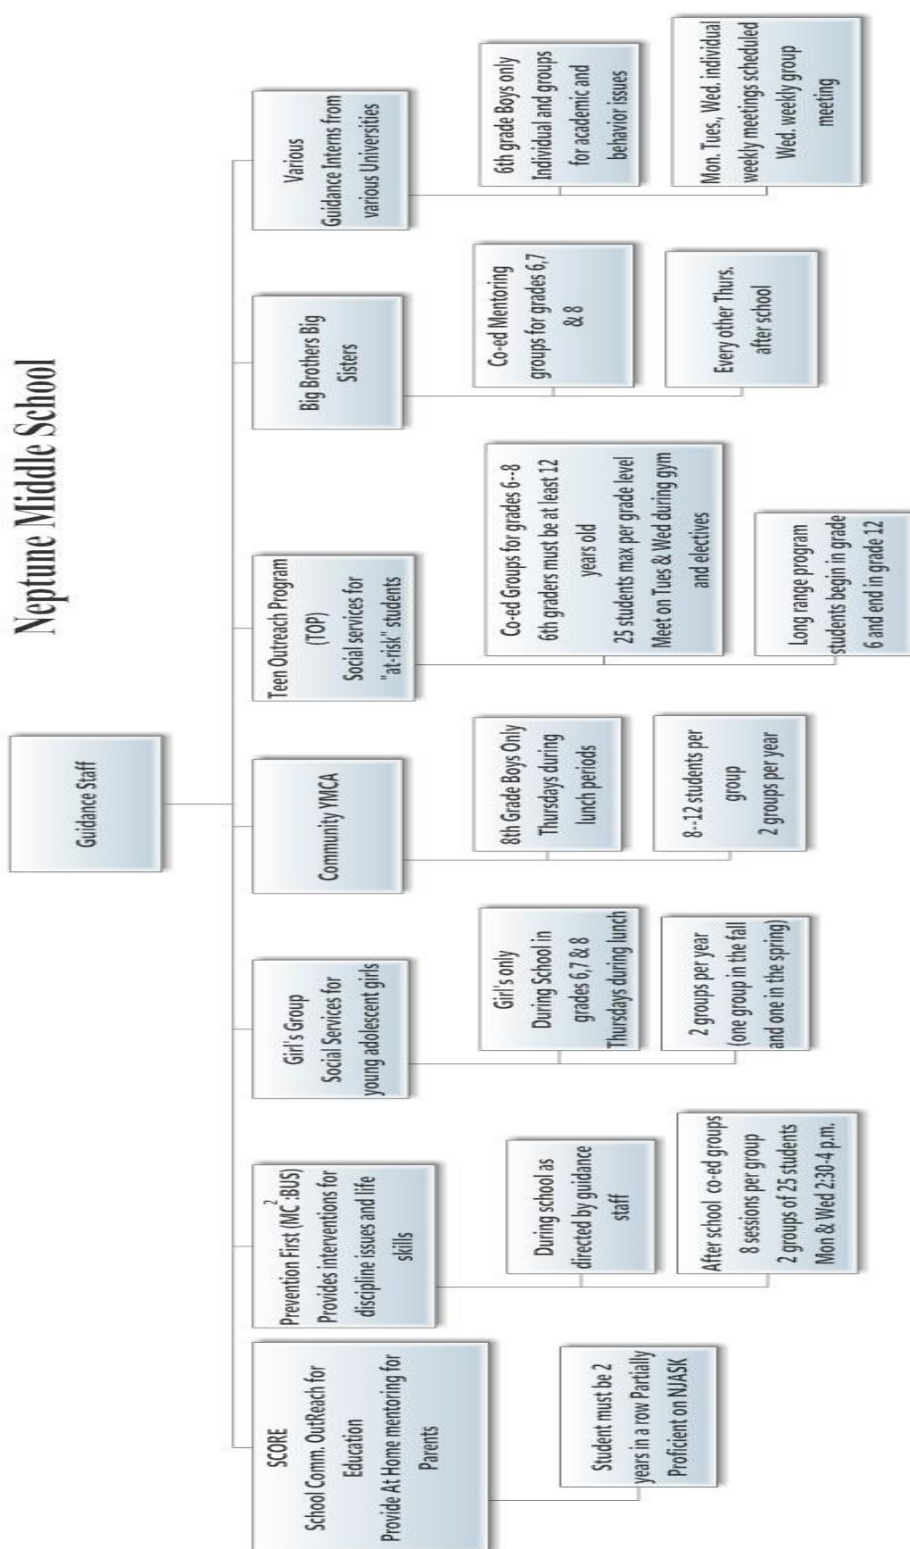 Neptune Middle School
Guidance Staff
SCORE
School Comm. OutReach for
Education
Provide At Home mentoring for
Parents
Student must be 2
years in a row Partially
Proficient on NJASK
Prevention First (MC²:BUS)
Provides interventions for
discipline issues and life
skills
During school as
directed by guidance
staff
After school co-ed groups
8 sessions per group
2 groups of 25 students
Mon & Wed 2:30-4 p.m.
Girl's Group
Social Services for
young adolescent girls
Girl's only
During School in
grades 6,7 & 8
Thursdays during lunch
2 groups per year
(one group in the fall
and one in the spring)
Community YMCA
8th Grade Boys Only
Thursdays during
lunch periods
8--12 students per
group
2 groups per year
Teen Outreach Program
(TOP)
Social services for
"at-risk" students
Co-ed Groups for grades 6--8
6th graders must be at least 12
years old
25 students max per grade level
Meet on Tues & Wed during gym
and electives
Long range program
students begin in grade
6 and end in grade 12
Big Brothers Big
Sisters
Co-ed Mentoring
groups for grades 6,7
& 8
Every other Thurs.
after school
Various
Guidance Interns from
various Universities
6th grade Boys only
Individual and groups
for academic and
behavior issues
Mon. Tues, Wed. individual
weekly meetings scheduled
Wed. weekly group
meeting